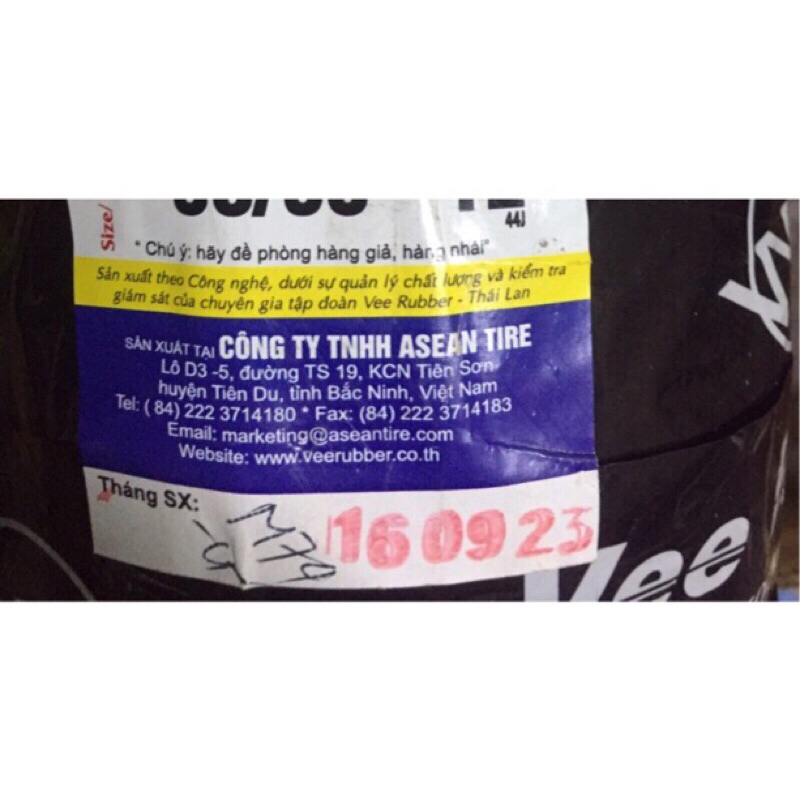 Size/
44J
" Chú ý: hãy đề phòng hàng giả, hàng nhái"
Sản xuất theo Công nghệ, dưới sự quản lý chất lượng và kiểm tra
giám sát của chuyên gia tập đoàn Vee Rubber - Thái Lan
SẢN XUẤT TẠI CÔNG TY TNHH ASEAN TIRE
Lô D3 -5, đường TS 19, KCN Tiên Sơn
huyện Tiên Du, tỉnh Bắc Ninh, Việt Nam
Tel: ( 84) 222 3714180 * Fax: (84) 222 3714183
Email: marketing@aseantire.com
Website: www.veerubber.co.th
Tháng SX:
160923
Vee